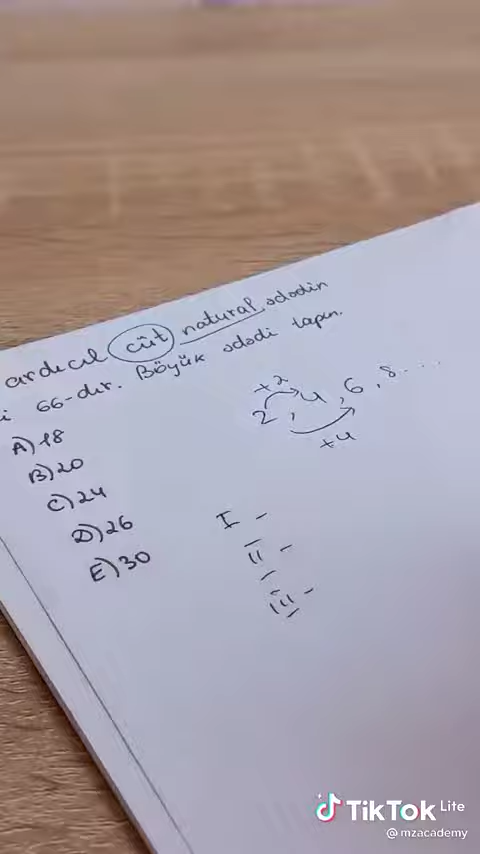 ardıcıl cüt natural ədədin
i 66-dır. Böyük ədədi tapın.
A) 18
B) 20
C) 24
D) 26
E) 30
+2
2, 4, 6, 8....
+4
I -
II -
III -
TikTok Lite
@mzacademy